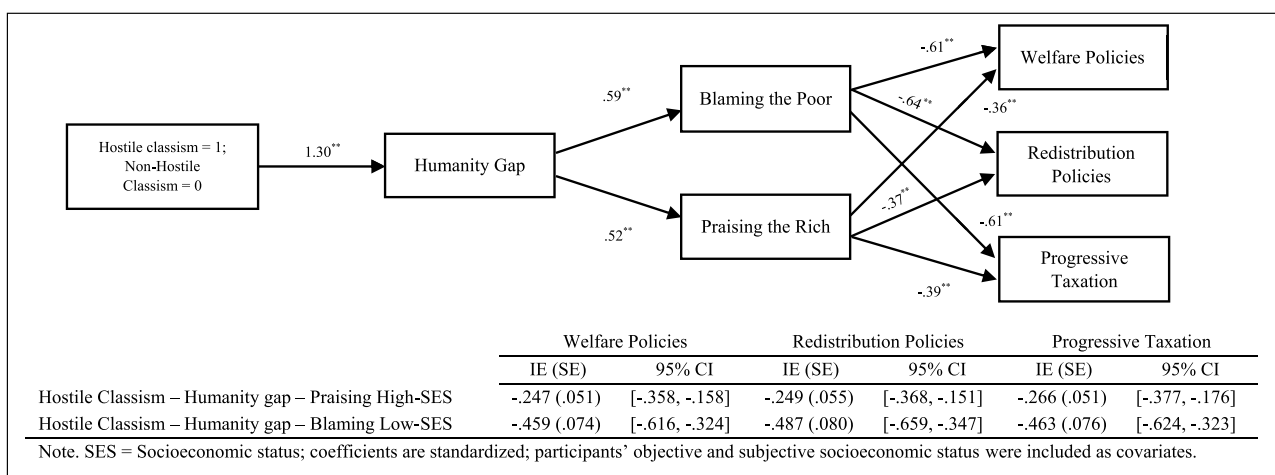 Hostile classism = 1;
Non-Hostile
Classism = 0
1.30**
Humanity Gap
.59**
.52**
Blaming the Poor
Praising the Rich
-.61**
-.64**
-.36**
-.37**
-.61**
-.39**
Welfare Policies
Redistribution
Policies
Progressive
Taxation
Welfare Policies Redistribution Policies Progressive Taxation
IE (SE) 95% CI IE (SE) 95% CI IE (SE) 95% CI
Hostile Classism – Humanity gap – Praising High-SES -.247 (.051) [-.358, -.158) -.249 (.055) [-.368, -.151] -.266 (.051) [-.377, -.176]
Hostile Classism – Humanity gap – Blaming Low-SES -.459 (.074) [-.616, -.324) -.487 (.080) [-.659, -.347] -.463 (.076) [-.624, -.323]
Note. SES = Socioeconomic status; coefficients are standardized; participants' objective and subjective socioeconomic status were included as covariates.